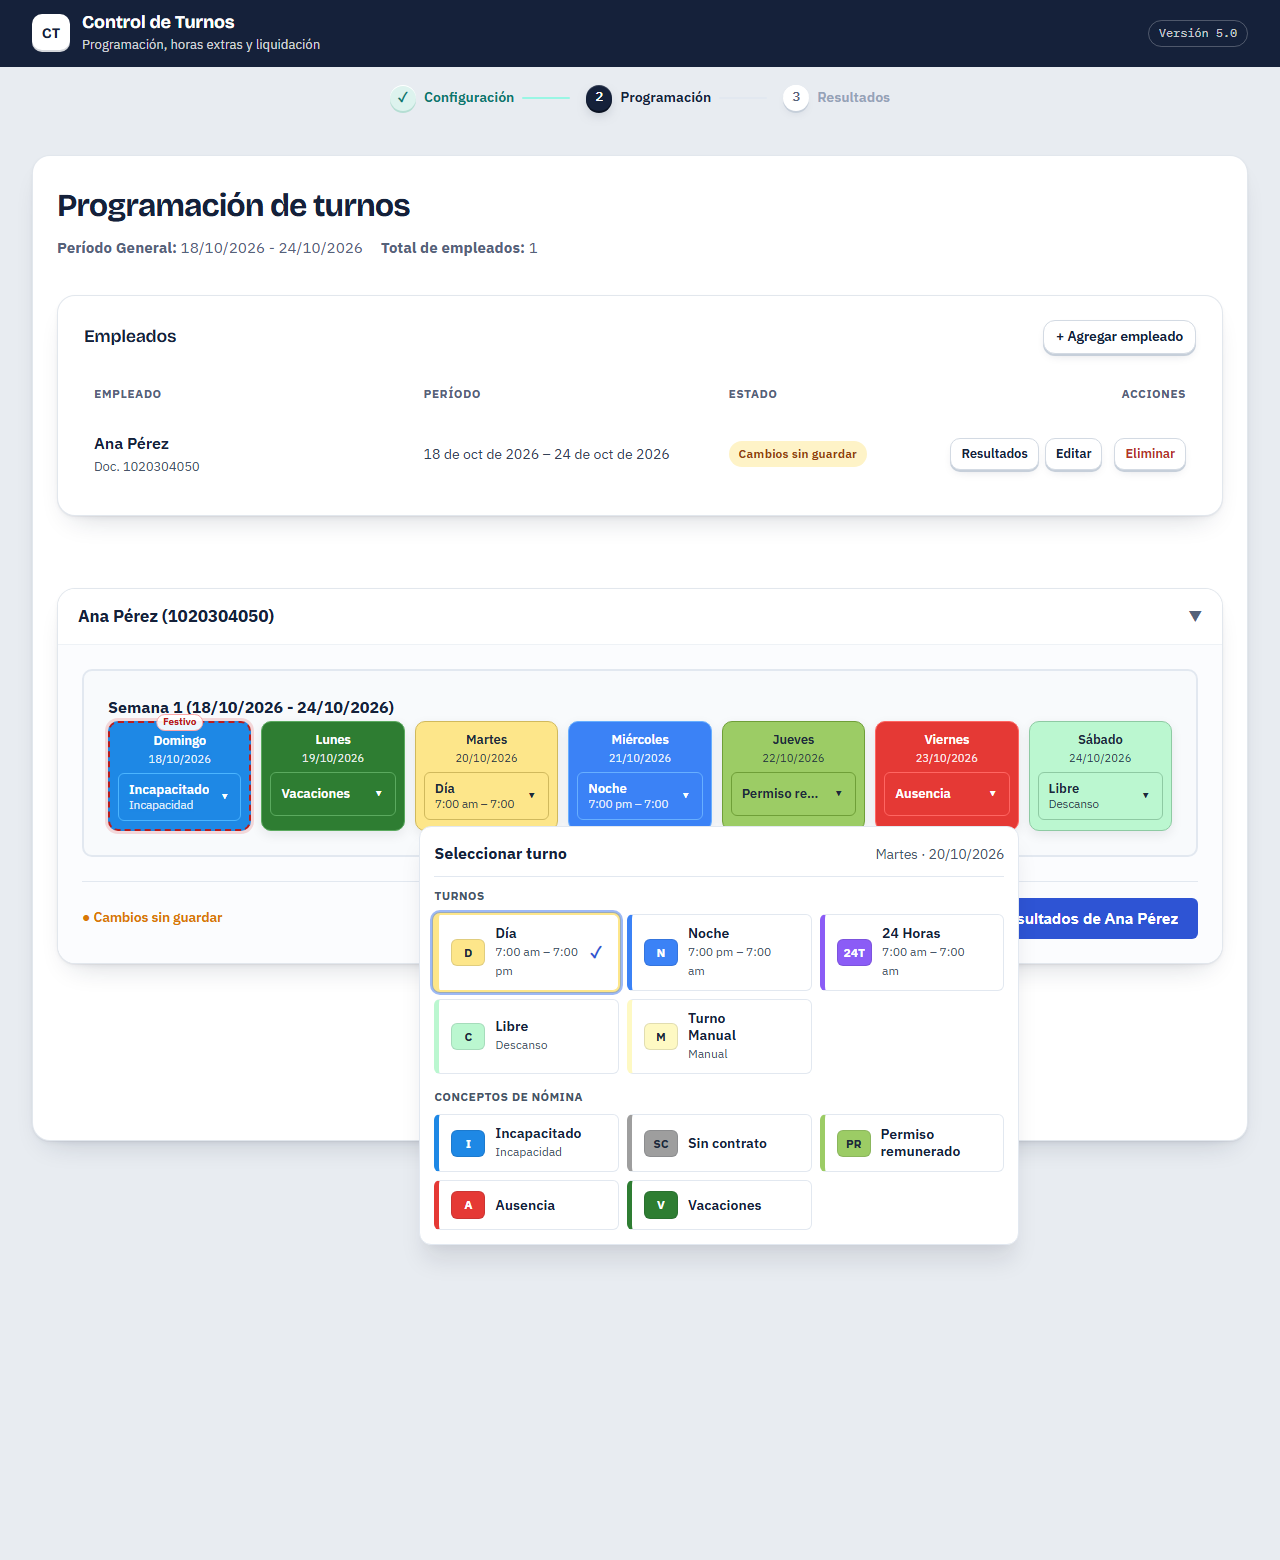 CT
Control de Turnos
Programación, horas extras y liquidación
Versión 5.0
✓ Configuración
2 Programación
3 Resultados
Programación de turnos
Período General: 18/10/2026 - 24/10/2026 Total de empleados: 1
Empleados
+ Agregar empleado
EMPLEADO PERÍODO ESTADO ACCIONES
Ana Pérez
Doc. 1020304050
18 de oct de 2026 – 24 de oct de 2026
Cambios sin guardar
Resultados Editar Eliminar
Ana Pérez (1020304050)
Semana 1 (18/10/2026 - 24/10/2026)
Festivo
Domingo
18/10/2026
Incapacitado
Incapacidad
Lunes
19/10/2026
Vacaciones
Martes
20/10/2026
Día
7:00 am – 7:00
Miércoles
21/10/2026
Noche
7:00 pm – 7:00
Jueves
22/10/2026
Permiso re...
Viernes
23/10/2026
Ausencia
Sábado
24/10/2026
Libre
Descanso
● Cambios sin guardar
sultados de Ana Pérez
Seleccionar turno
Martes · 20/10/2026
TURNOS
D
Día
7:00 am – 7:00
pm
✓
N
Noche
7:00 pm – 7:00
am
24T
24 Horas
7:00 am – 7:00
am
C
Libre
Descanso
M
Turno
Manual
Manual
CONCEPTOS DE NÓMINA
I
Incapacitado
Incapacidad
SC
Sin contrato
PR
Permiso
remunerado
A
Ausencia
V
Vacaciones